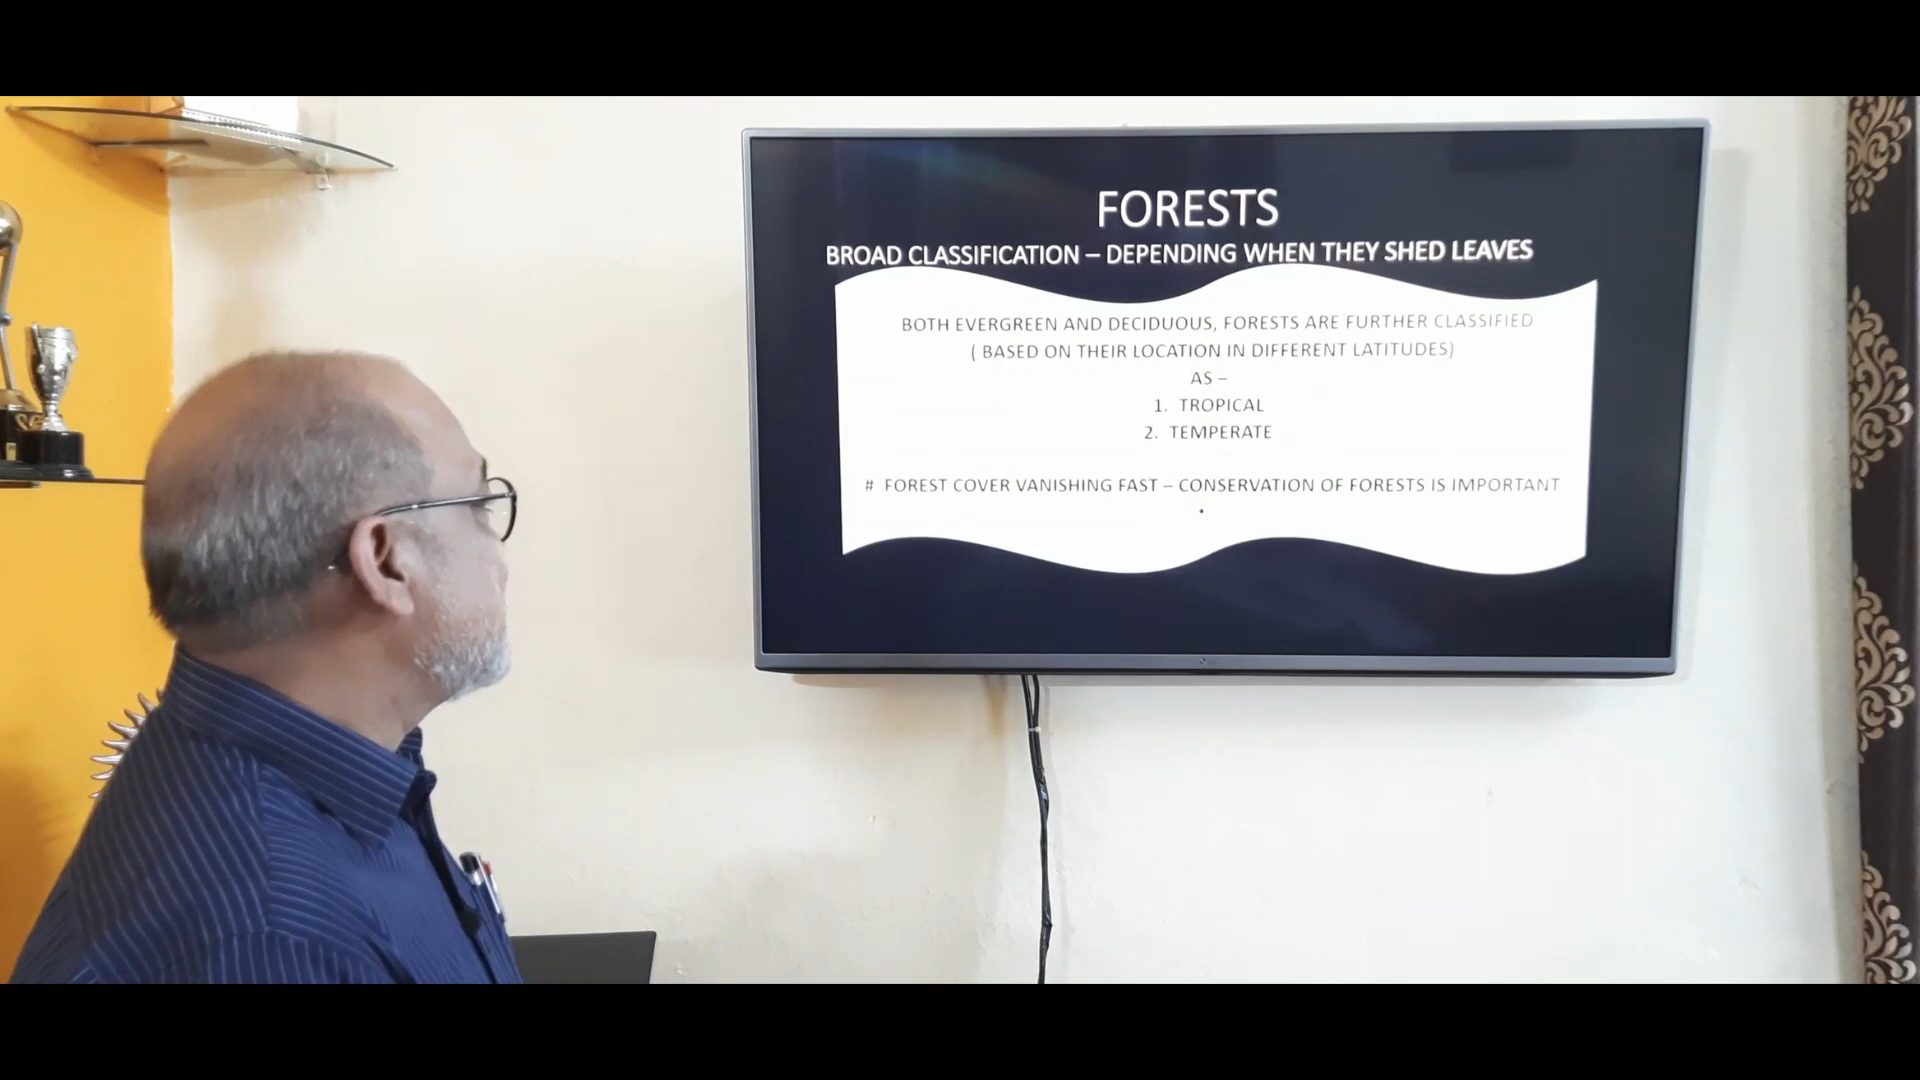 FORESTS
BROAD CLASSIFICATION – DEPENDING WHEN THEY SHED LEAVES
BOTH EVERGREEN AND DECIDUOUS, FORESTS ARE FURTHER CLASSIFIED
( BASED ON THEIR LOCATION IN DIFFERENT LATITUDES)
AS –
1. TROPICAL
2. TEMPERATE
# FOREST COVER VANISHING FAST – CONSERVATION OF FORESTS IS IMPORTANT
.